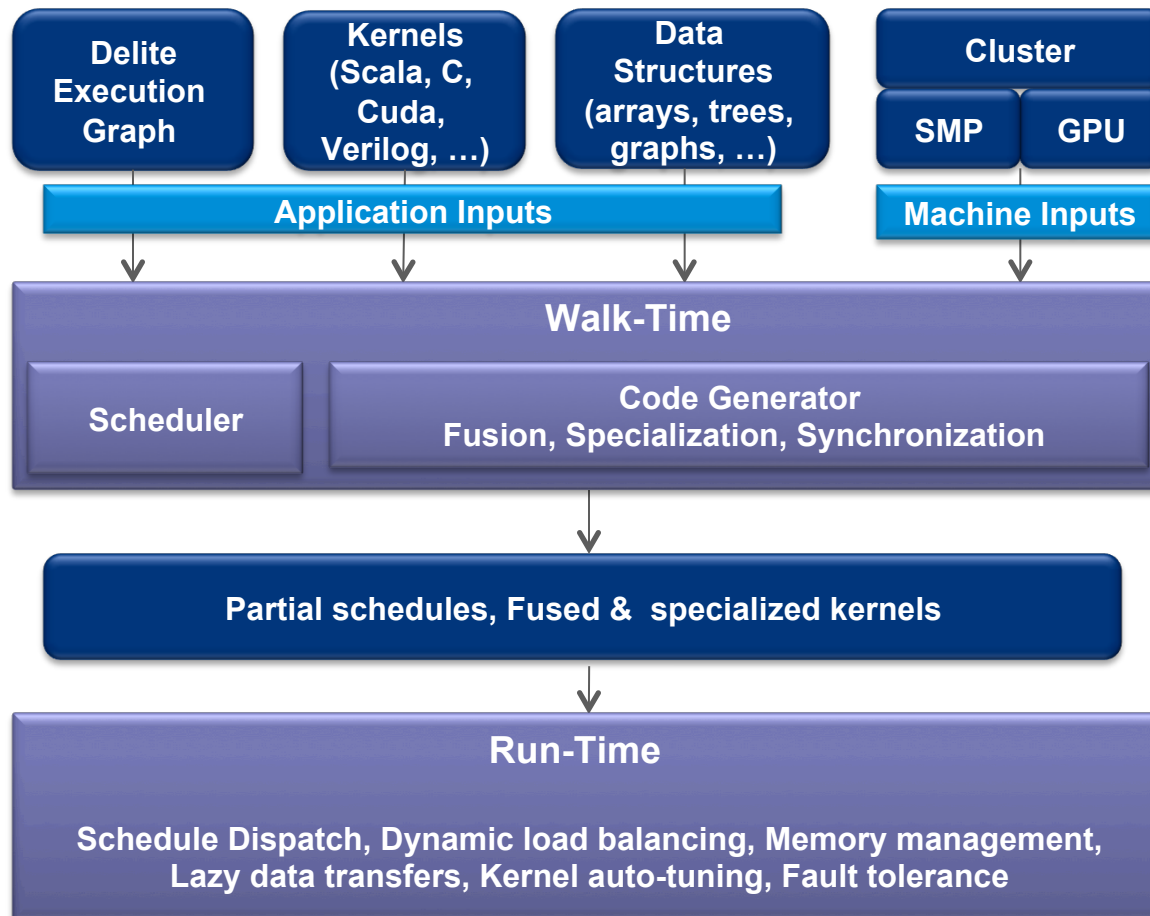 Delite
Execution
Graph
Kernels
(Scala, C,
Cuda,
Verilog, …)
Data
Structures
(arrays, trees,
graphs, …)
Cluster
SMP
GPU
Application Inputs
Machine Inputs
Walk-Time
Scheduler
Code Generator
Fusion, Specialization, Synchronization
Partial schedules, Fused & specialized kernels
Run-Time
Schedule Dispatch, Dynamic load balancing, Memory management,
Lazy data transfers, Kernel auto-tuning, Fault tolerance